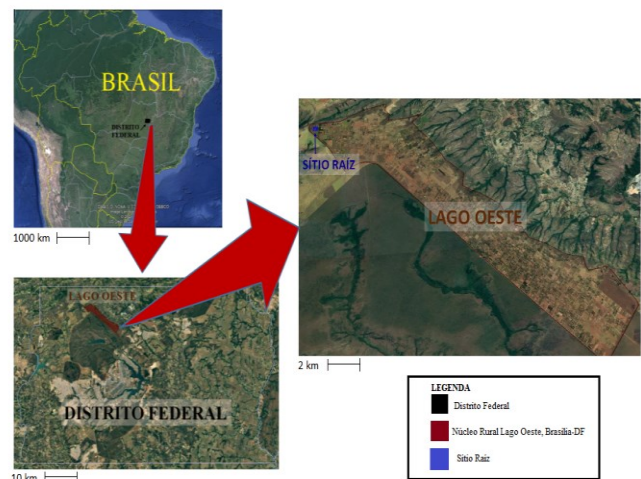 BRASIL
DISTRITO
FEDERAL
1000 km
SÍTIO RAÍZ
LAGO OESTE
2 km
LAGO OESTE
DISTRITO FEDERAL
10 km
LEGENDA
Distrito Federal
Núcleo Rural Lago Oeste, Brasília-DF
Sítio Raíz